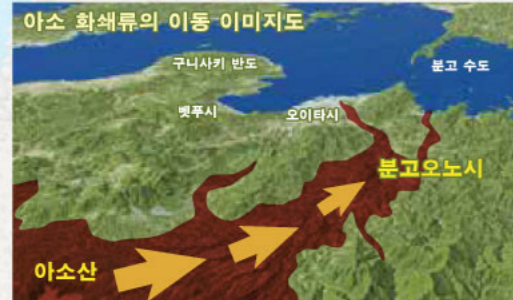 아소 화쇄류의 이동 이미지도
구니사키 반도
분고 수도
벳푸시
오이타시
분고오노시
아소산